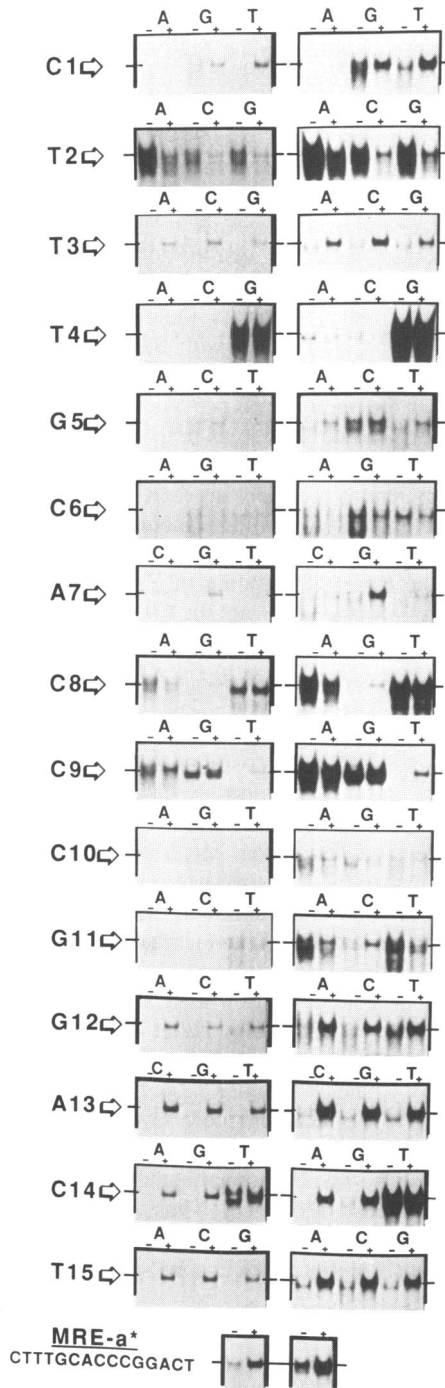 A G T A G T
- + - + - + - + - + - +
C1⇨
A C G A C G
- + - + - + - + - + - +
T2⇨
A C G A C G
- + - + - + - + - + - +
T3⇨
A C G A C G
- + - + - + - + - + - +
T4⇨
A C T A C T
- + - + - + - + - + - +
G5⇨
A G T A G T
- + - + - + - + - + - +
C6⇨
C G T C G T
- + - + - + - + - + - +
A7⇨
A G T A G T
- + - + - + - + - + - +
C8⇨
A G T A G T
- + - + - + - + - + - +
C9⇨
A G T A G T
- + - + - + - + - + - +
C10⇨
A C T A C T
- + - + - + - + - + - +
G11⇨
A C T A C T
- + - + - + - + - + - +
G12⇨
-C+ -G+ -T+ -C+ -G+ -T+
A13⇨
A G T A G T
- + - + - + - + - + - +
C14⇨
A C G A C G
- + - + - + - + - + - +
T15⇨
MRE-a* - + - +
CTTTGCACCCGGACT